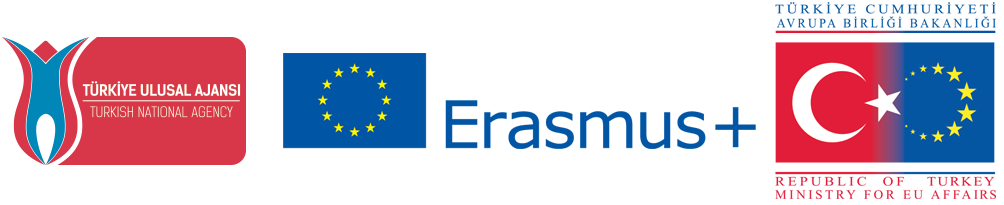 TÜRKİYE ULUSAL AJANSI
TURKISH NATIONAL AGENCY
Erasmus+
TÜRKİYE CUMHURİYETİ
AVRUPA BİRLİĞİ BAKANLIĞI
REPUBLIC OF TURKEY
MINISTRY FOR EU AFFAIRS